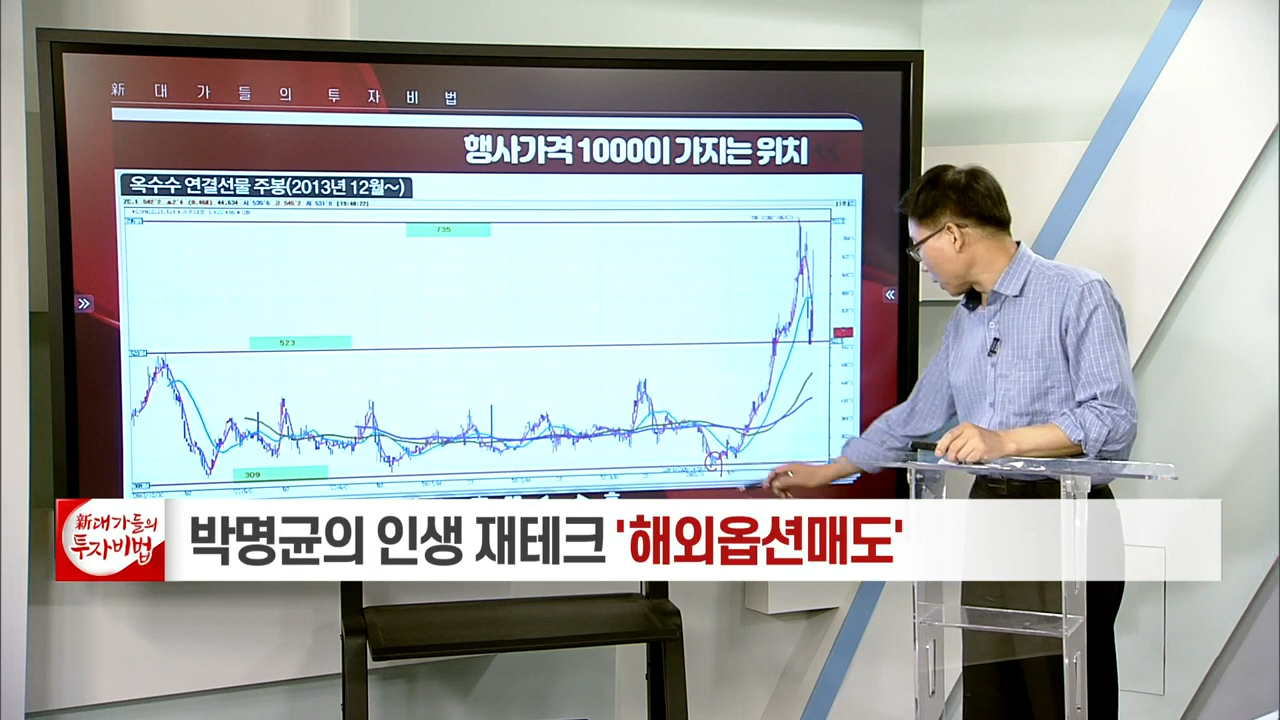 新 대 가 들 의 투 자 비 법
행사가격 1000이 가지는 위치
옥수수 연결선물 주봉(2013년 12월~)
735
523
309
新대가들의
투자비법
박명균의 인생 재테크 '해외옵션매도'